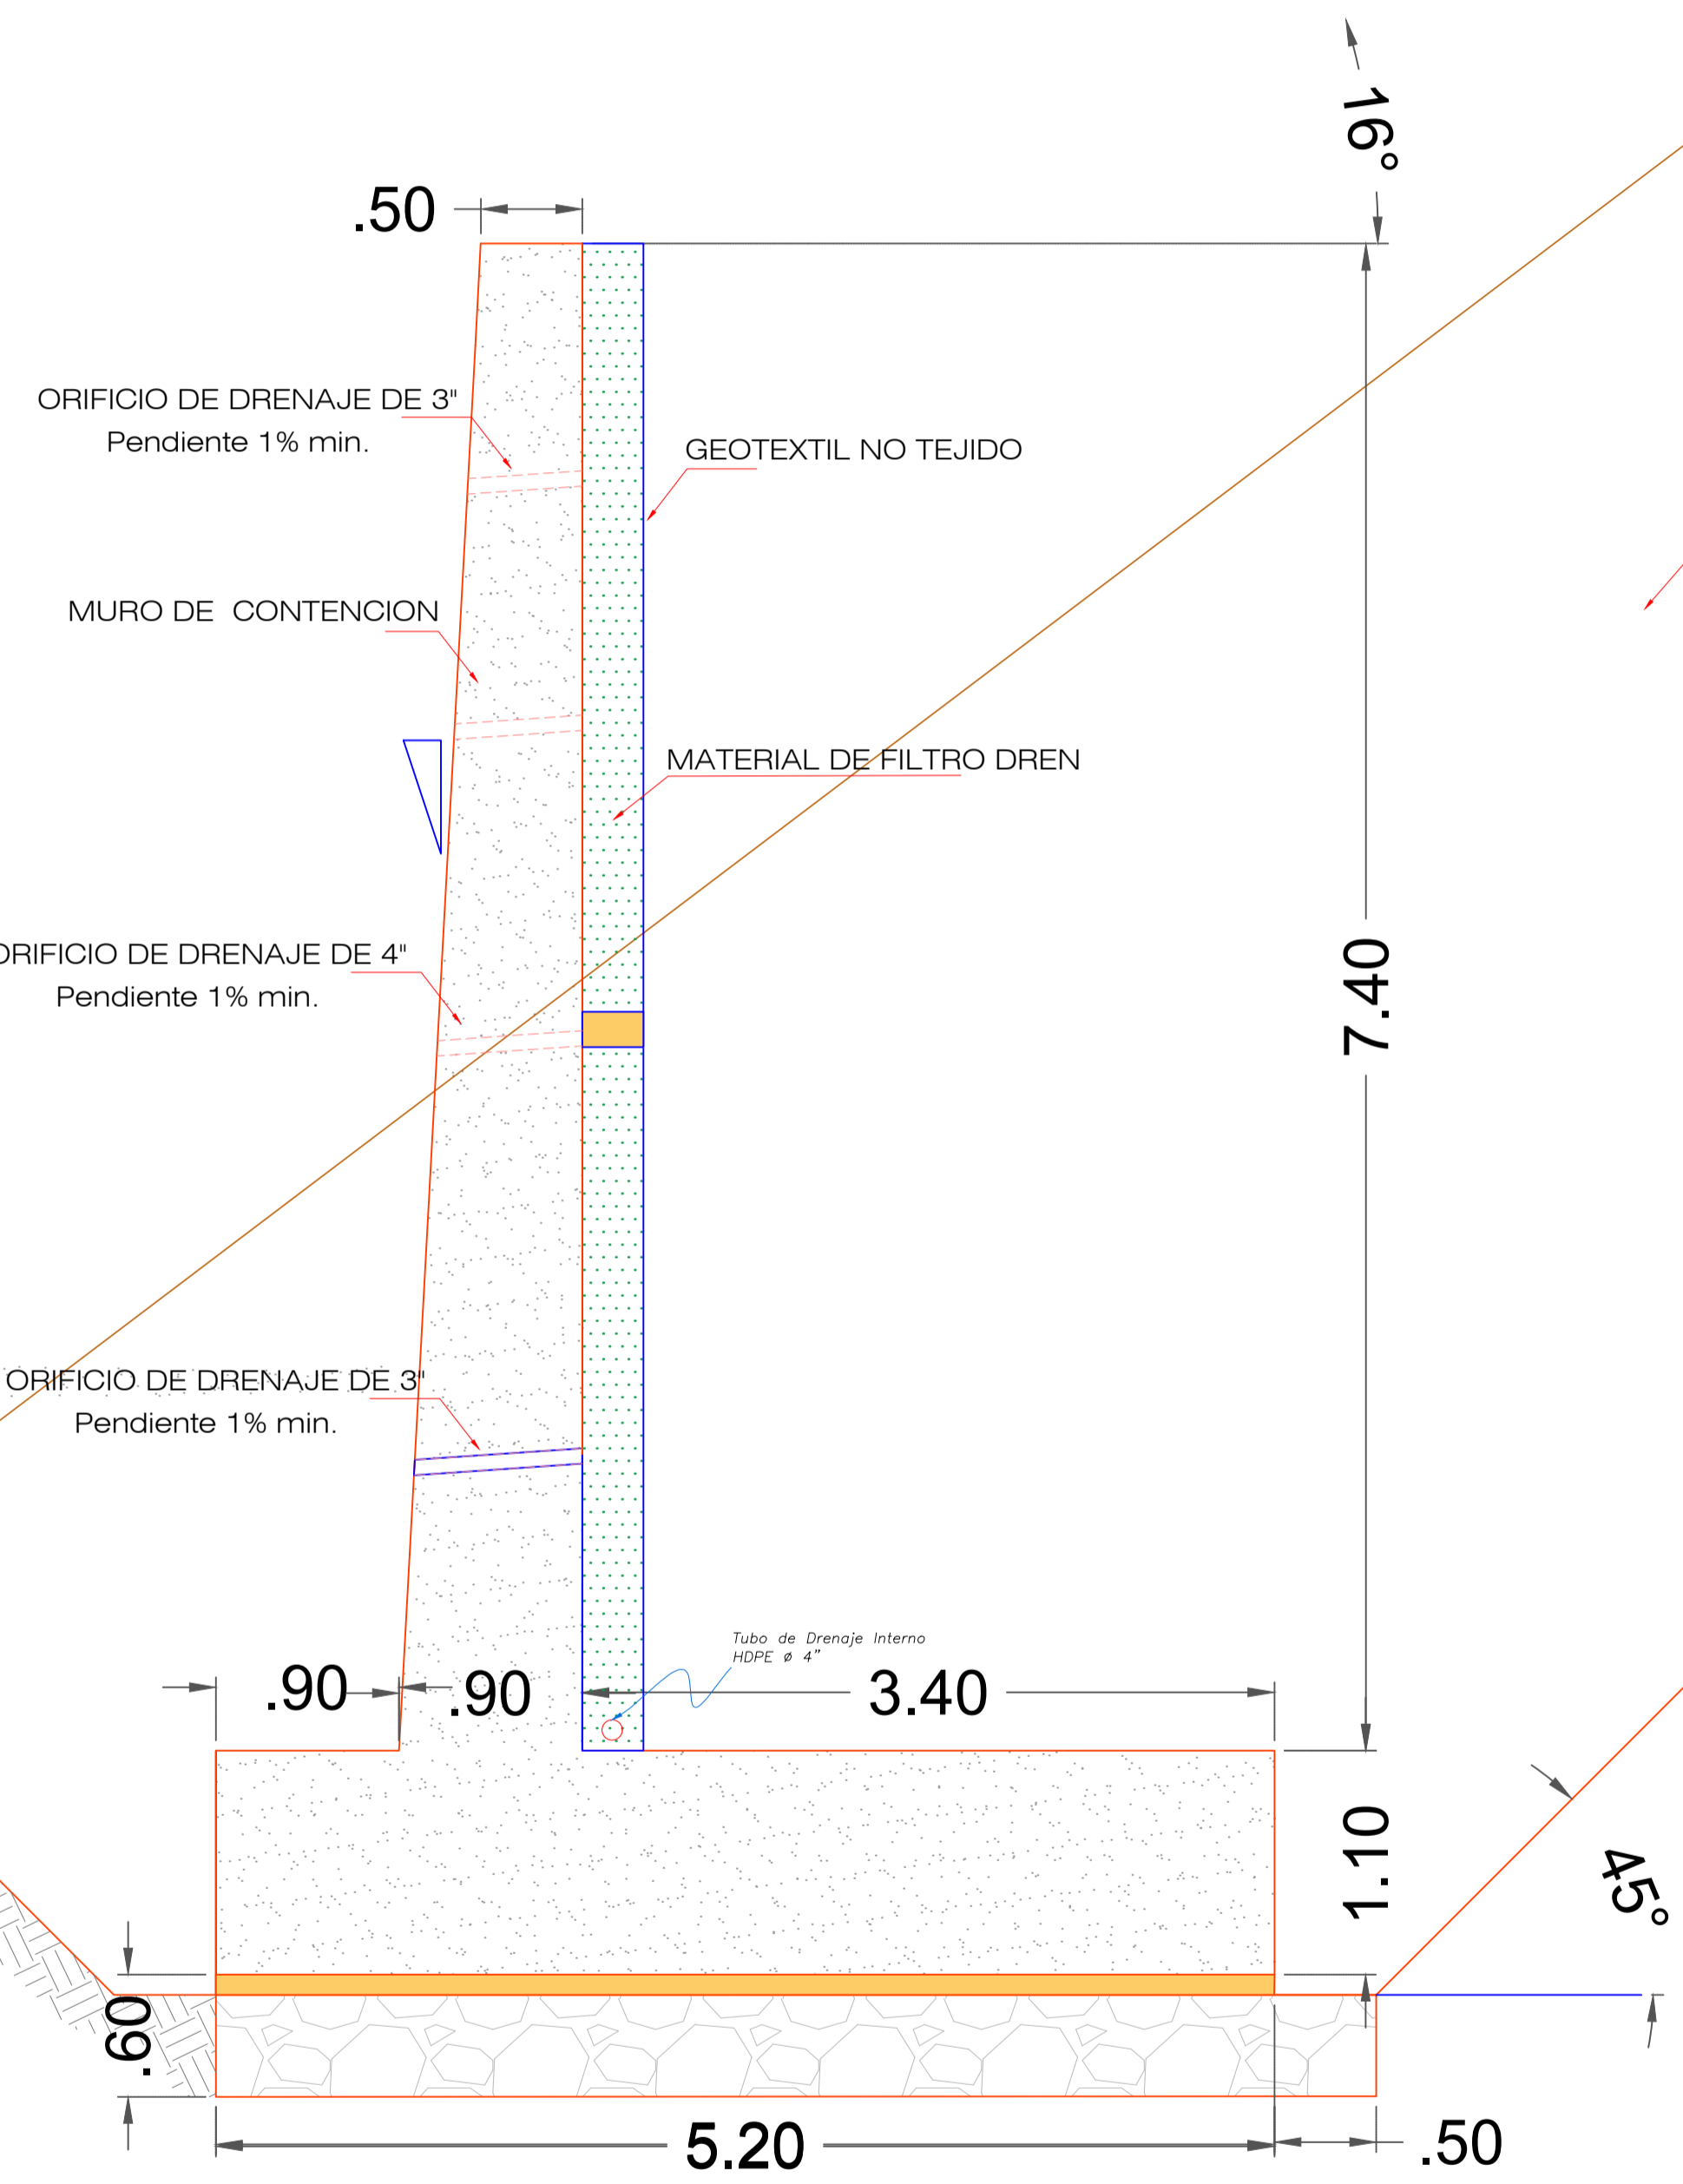 16°
.50
ORIFICIO DE DRENAJE DE 3"
Pendiente 1% min.
GEOTEXTIL NO TEJIDO
MURO DE CONTENCION
MATERIAL DE FILTRO DREN
ORIFICIO DE DRENAJE DE 4"
Pendiente 1% min.
7.40
ORIFICIO DE DRENAJE DE 3"
Pendiente 1% min.
Tubo de Drenaje Interno
HDPE ø 4"
.90
.90
3.40
1.10
45°
.60
5.20
.50